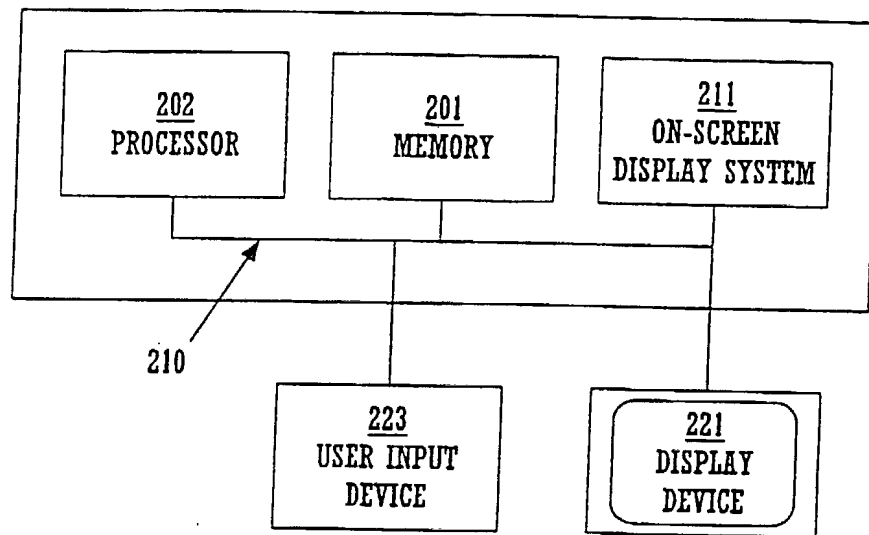 202
PROCESSOR
201
MEMORY
211
ON-SCREEN
DISPLAY SYSTEM
210
223
USER INPUT
DEVICE
221
DISPLAY
DEVICE